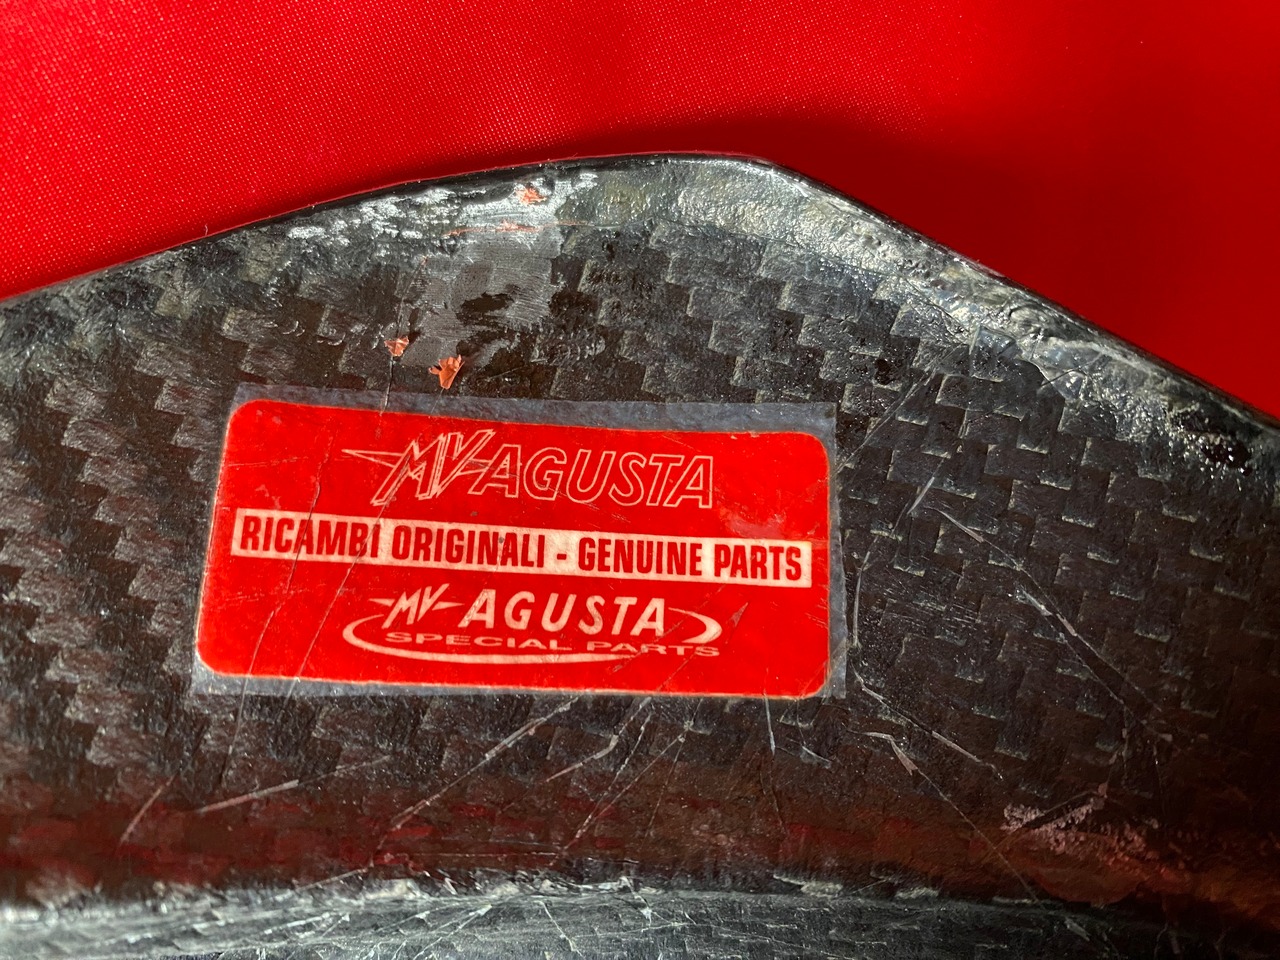 MV AGUSTA
RICAMBI ORIGINALI - GENUINE PARTS
MV AGUSTA
SPECIAL PARTS